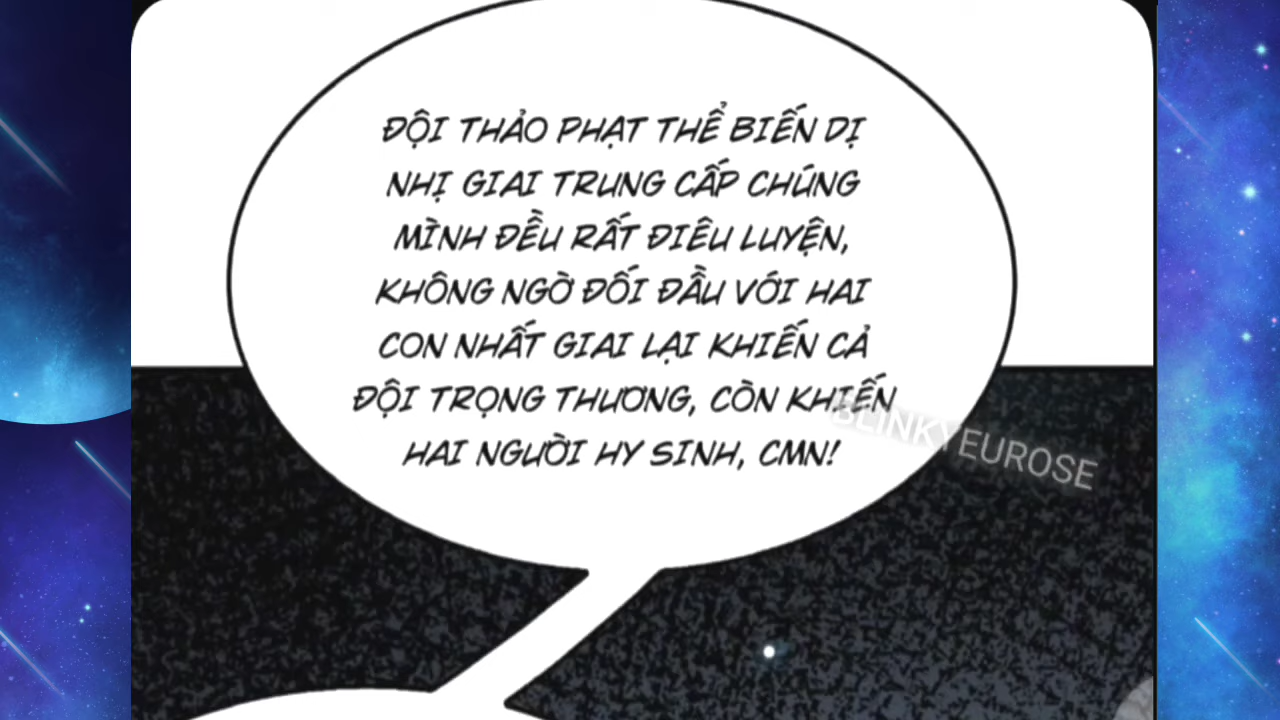 ĐỘI THẢO PHẠT THỂ BIẾN DỊ
NHỊ GIAI TRUNG CẤP CHÚNG
MÌNH ĐỀU RẤT ĐIÊU LUYỆN,
KHÔNG NGỜ ĐỐI ĐẦU VỚI HAI
CON NHẤT GIAI LẠI KHIẾN CẢ
ĐỘI TRỌNG THƯƠNG, CÒN KHIẾN
HAI NGƯỜI HY SINH, CMN!
BLINKYEUROSE